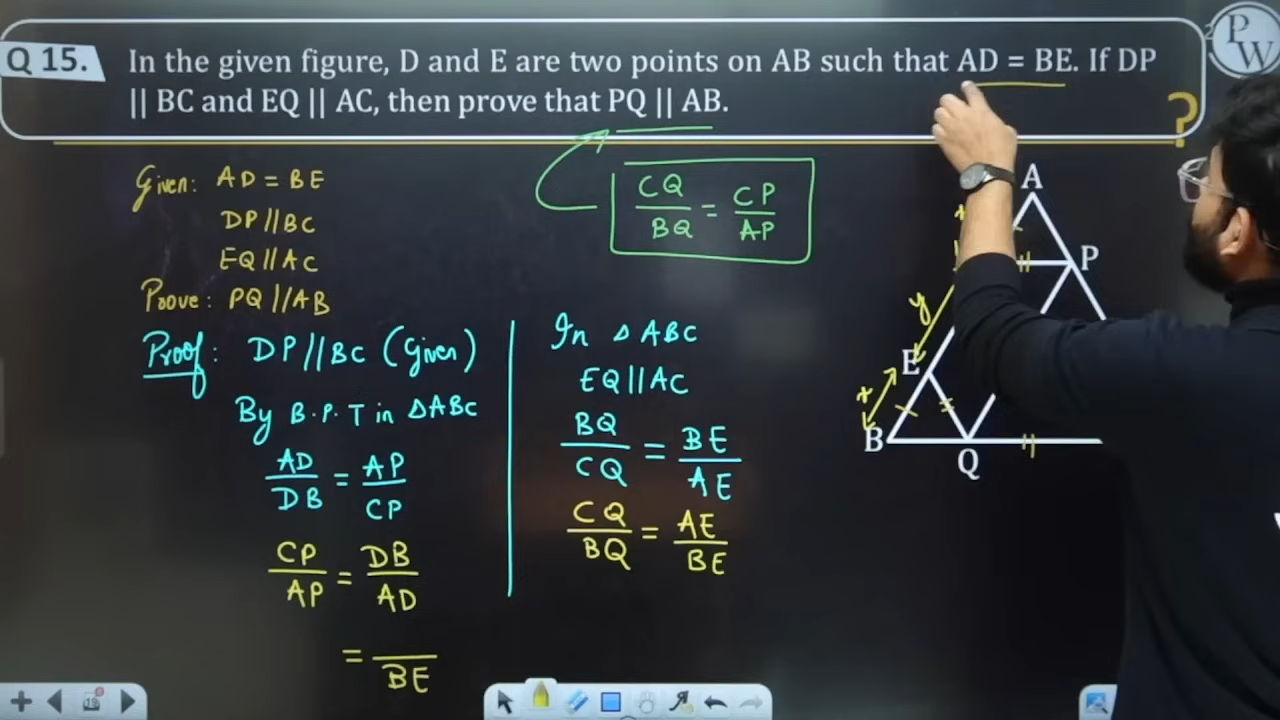 Q 15. In the given figure, D and E are two points on AB such that AD = BE. If DP
|| BC and EQ || AC, then prove that PQ || AB.
PW
?
Given: AD = BE
DP || BC
EQ || AC
Proove: PQ || AB
CQ/BQ = CP/AP
Proof: DP || BC (Given)
By B.P.T in △ABC
AD/DB = AP/CP
CP/AP = DB/AD
= /BE
In △ABC
EQ || AC
BQ/CQ = BE/AE
CQ/BQ = AE/BE
A
P
y
E
x
B
Q